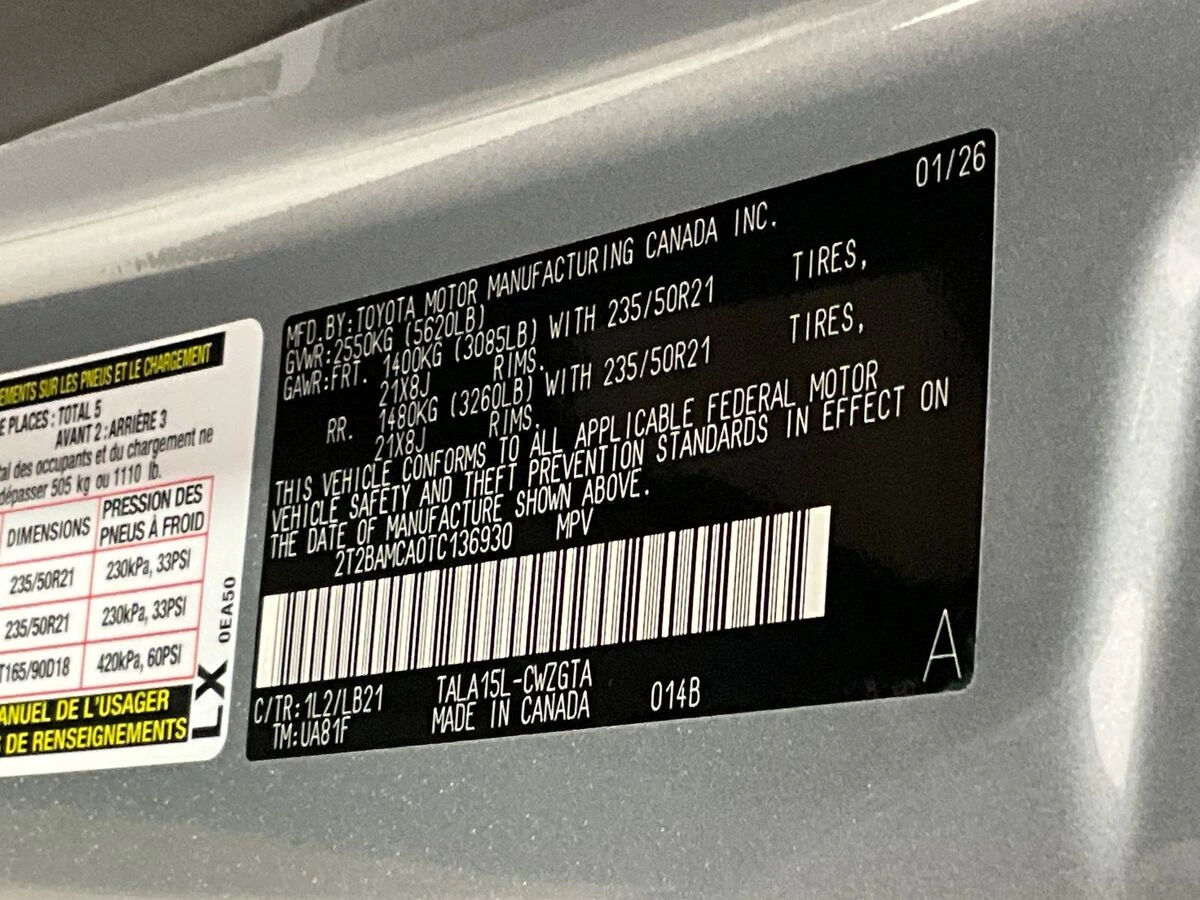 EMENTS SUR LES PNEUS ET LE CHARGEMENT
E PLACES : TOTAL 5
AVANT 2 : ARRIÈRE 3
tal des occupants et du chargement ne
dépasser 505 kg ou 1110 lb.
DIMENSIONS PRESSION DES PNEUS À FROID
235/50R21 230kPa, 33PSI
235/50R21 230kPa, 33PSI
T165/90D18 420kPa, 60PSI
ANUEL DE L'USAGER
DE RENSEIGNEMENTS
LX 0EA50
01/26
MFD.BY:TOYOTA MOTOR MANUFACTURING CANADA INC.
GVWR:2550KG (5620LB)
GAWR:FRT. 1400KG (3085LB) WITH 235/50R21 TIRES,
21X8J RIMS.
RR. 1480KG (3260LB) WITH 235/50R21 TIRES,
21X8J RIMS.
THIS VEHICLE CONFORMS TO ALL APPLICABLE FEDERAL MOTOR
VEHICLE SAFETY AND THEFT PREVENTION STANDARDS IN EFFECT ON
THE DATE OF MANUFACTURE SHOWN ABOVE.
2T2BAMCA0TC136930 MPV
C/TR:1L2/LB21 TALA15L-CWZGTA
TM:UA81F MADE IN CANADA 014B
A